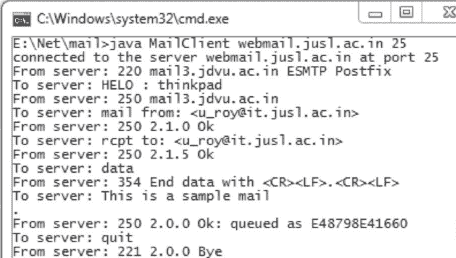 C:\Windows\system32\cmd.exe
E:\Net\mail>java MailClient webmail.jusl.ac.in 25
connected to the server webmail.jusl.ac.in at port 25
From server: 220 mail3.jdvu.ac.in ESMTP Postfix
To server: HELO : thinkpad
From server: 250 mail3.jdvu.ac.in
To server: mail from: <u_roy@it.jusl.ac.in>
From server: 250 2.1.0 Ok
To server: rcpt to: <u_roy@it.jusl.ac.in>
From server: 250 2.1.5 Ok
To server: data
From server: 354 End data with <CR><LF>.<CR><LF>
To server: This is a sample mail
.
From server: 250 2.0.0 Ok: queued as E48798E41660
To server: quit
From server: 221 2.0.0 Bye